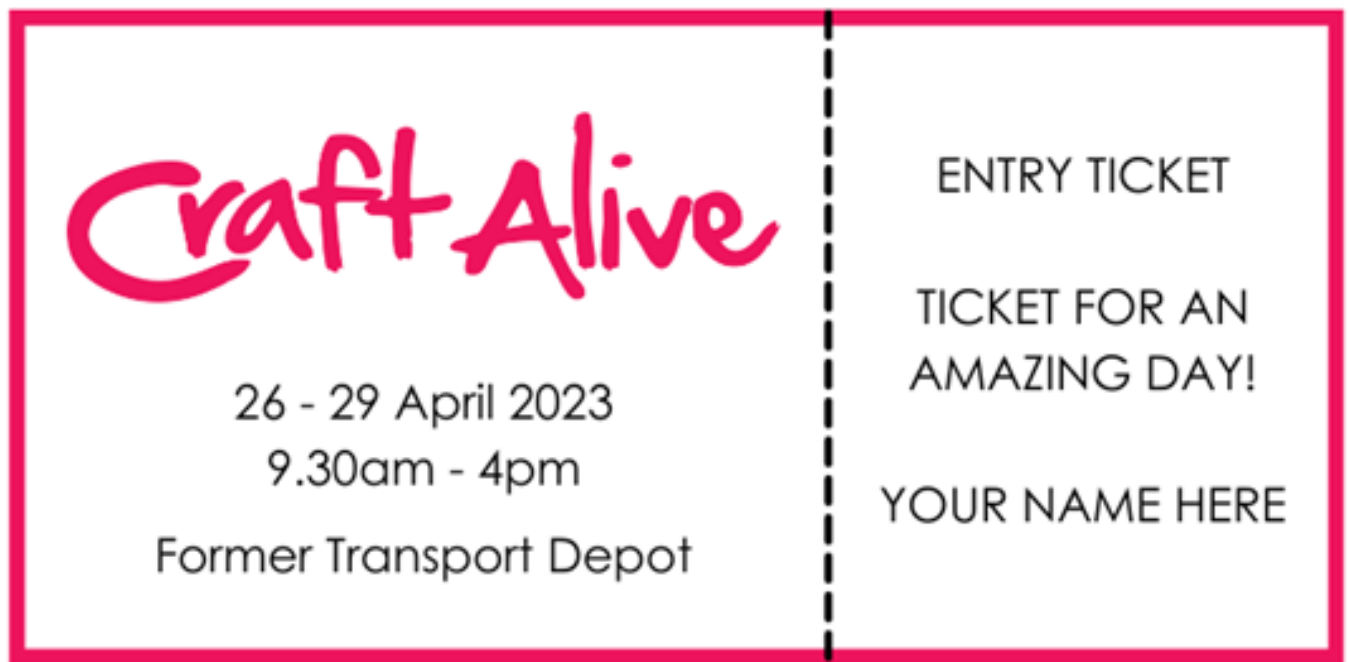 Craft Alive
26 - 29 April 2023
9.30am - 4pm
Former Transport Depot
ENTRY TICKET
TICKET FOR AN
AMAZING DAY!
YOUR NAME HERE